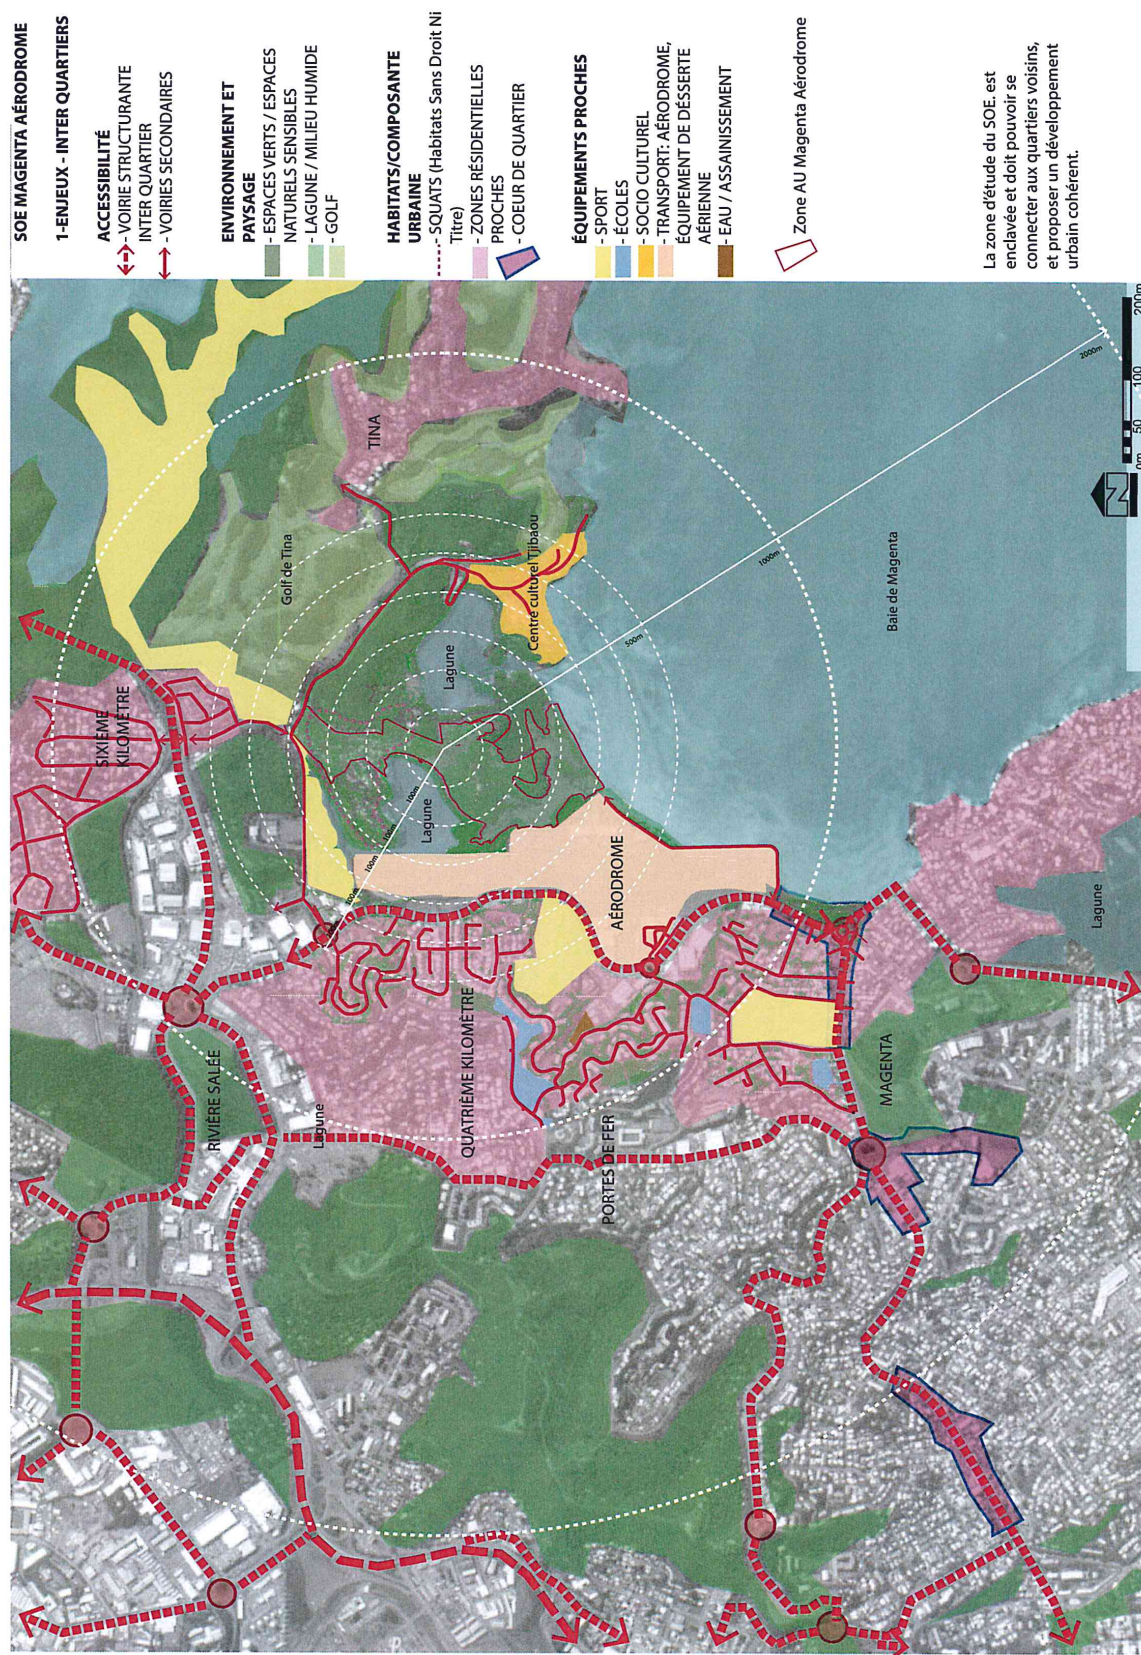 SOE MAGENTA AÉRODROME
1-ENJEUX - INTER QUARTIERS
ACCESSIBILITÉ
- VOIRIE STRUCTURANTE
INTER QUARTIER
- VOIRIES SECONDAIRES
ENVIRONNEMENT ET
PAYSAGE
- ESPACES VERTS / ESPACES
NATURELS SENSIBLES
- LAGUNE / MILIEU HUMIDE
- GOLF
HABITATS/COMPOSANTE
URBAINE
- SQUATS (Habitats Sans Droit Ni
Titre)
- ZONES RÉSIDENTIELLES
PROCHES
- COEUR DE QUARTIER
ÉQUIPEMENTS PROCHES
- SPORT
- ÉCOLES
- SOCIO CULTUREL
- TRANSPORT: AÉRODROME,
ÉQUIPEMENT DE DÉSSERTE
AÉRIENNE
- EAU / ASSAINISSEMENT
Zone AU Magenta Aérodrome
La zone d'étude du SOE. est
enclavée et doit pouvoir se
connecter aux quartiers voisins,
et proposer un développement
urbain cohérent.
SIXIEME
KILOMÈTRE
TINA
Golf de Tina
RIVIÈRE SALÉE
Lagune
Lagune
Lagune
Centre culturel Tjibaou
QUATRIÈME KILOMÈTRE
PORTES DE FER
AÉRODROME
100m
100m
100m
100m
500m
1000m
2000m
MAGENTA
Baie de Magenta
Lagune
N
0m
50
100
200m